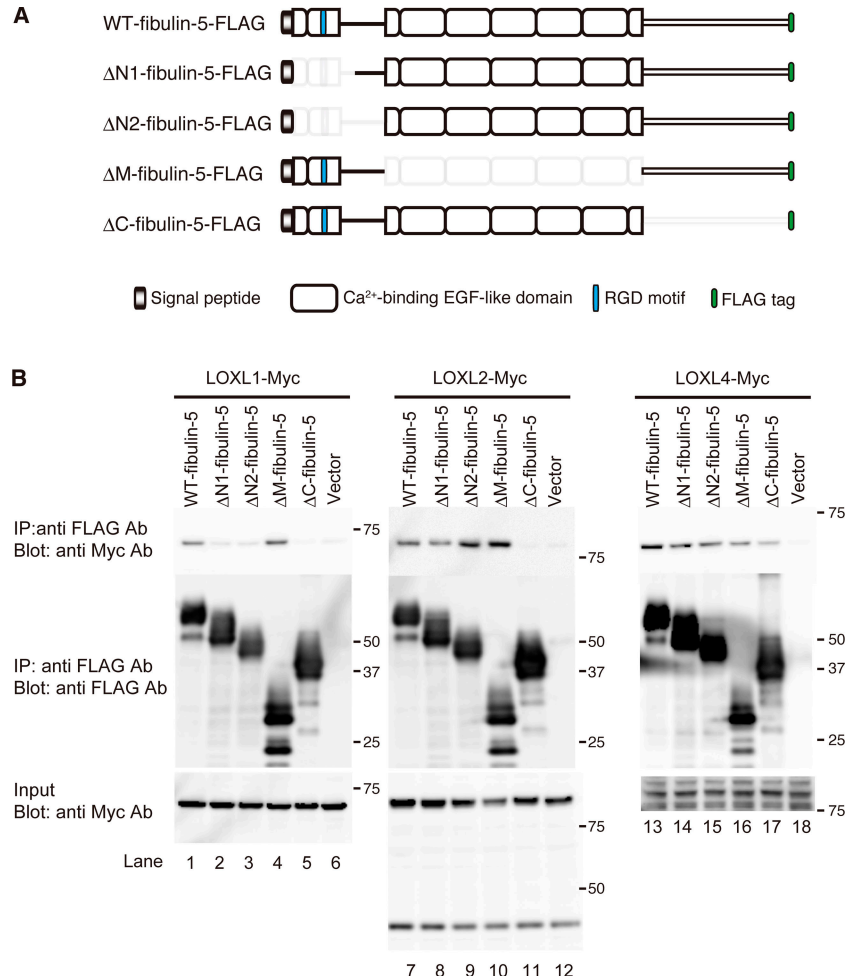 A
WT-fibulin-5-FLAG
ΔN1-fibulin-5-FLAG
ΔN2-fibulin-5-FLAG
ΔM-fibulin-5-FLAG
ΔC-fibulin-5-FLAG
Signal peptide
Ca²⁺-binding EGF-like domain
RGD motif
FLAG tag
B
LOXL1-Myc
LOXL2-Myc
LOXL4-Myc
WT-fibulin-5
ΔN1-fibulin-5
ΔN2-fibulin-5
ΔM-fibulin-5
ΔC-fibulin-5
Vector
WT-fibulin-5
ΔN1-fibulin-5
ΔN2-fibulin-5
ΔM-fibulin-5
ΔC-fibulin-5
Vector
WT-fibulin-5
ΔN1-fibulin-5
ΔN2-fibulin-5
ΔM-fibulin-5
ΔC-fibulin-5
Vector
IP:anti FLAG Ab
Blot: anti Myc Ab
-75
-75
-75
IP: anti FLAG Ab
Blot: anti FLAG Ab
-50
-37
-25
-50
-37
-25
-50
-37
-25
Input
Blot: anti Myc Ab
-75
-75
-50
-75
Lane 1 2 3 4 5 6
7 8 9 10 11 12
13 14 15 16 17 18